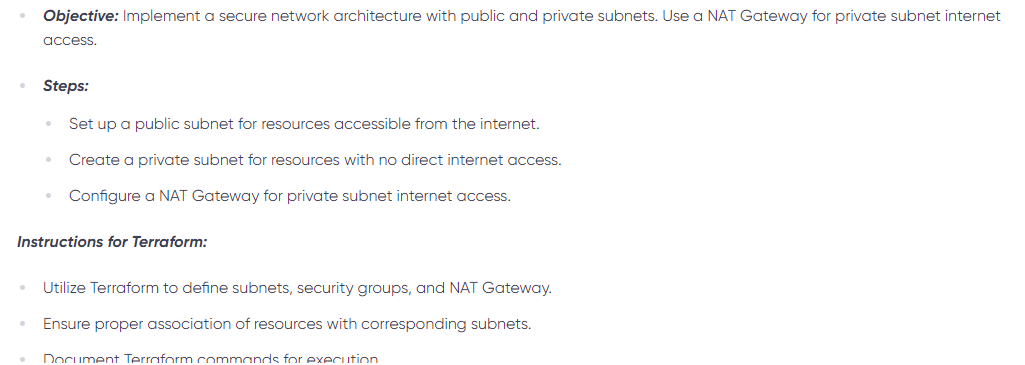 Objective: Implement a secure network architecture with public and private subnets. Use a NAT Gateway for private subnet internet
access.
Steps:
Set up a public subnet for resources accessible from the internet.
Create a private subnet for resources with no direct internet access.
Configure a NAT Gateway for private subnet internet access.
Instructions for Terraform:
Utilize Terraform to define subnets, security groups, and NAT Gateway.
Ensure proper association of resources with corresponding subnets.
Document Terraform commands for execution